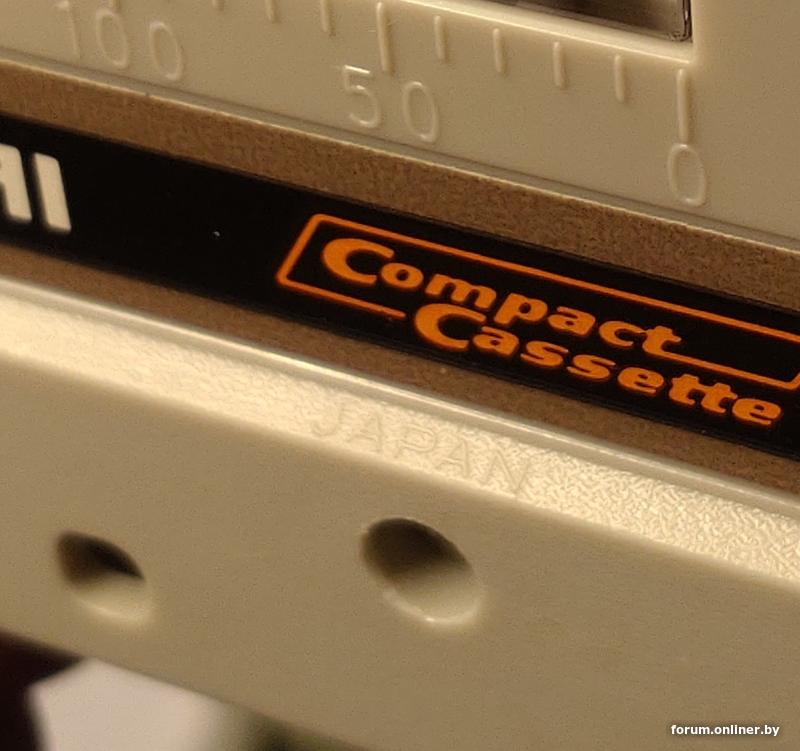 100 50 0
Compact
Cassette
JAPAN
forum.onliner.by